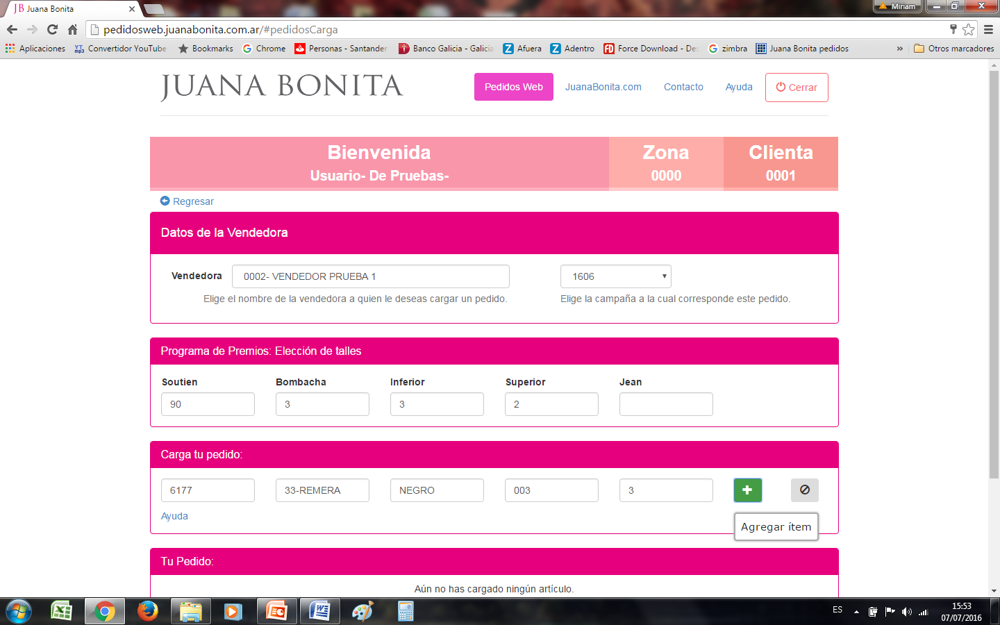 JB Juana Bonita
Miriam
pedidosweb.juanabonita.com.ar/#pedidosCarga
Aplicaciones
YT mp3 Convertidor YouTube
Bookmarks
Chrome
Personas - Santander
Banco Galicia - Galicia
Z Afuera
Z Adentro
FD Force Download - De
G zimbra
Juana Bonita pedidos
»
Otros marcadores
JUANA BONITA
Pedidos Web
JuanaBonita.com
Contacto
Ayuda
Cerrar
Bienvenida
Usuario- De Pruebas-
Zona
0000
Clienta
0001
Regresar
Datos de la Vendedora
Vendedora
0002- VENDEDOR PRUEBA 1
1606
Elige el nombre de la vendedora a quien le deseas cargar un pedido.
Elige la campaña a la cual corresponde este pedido.
Programa de Premios: Elección de talles
Soutien
Bombacha
Inferior
Superior
Jean
90
3
3
2
Carga tu pedido:
6177
33-REMERA
NEGRO
003
3
Ayuda
Agregar ítem
Tu Pedido:
Aún no has cargado ningún artículo.
ES
15:53
07/07/2016